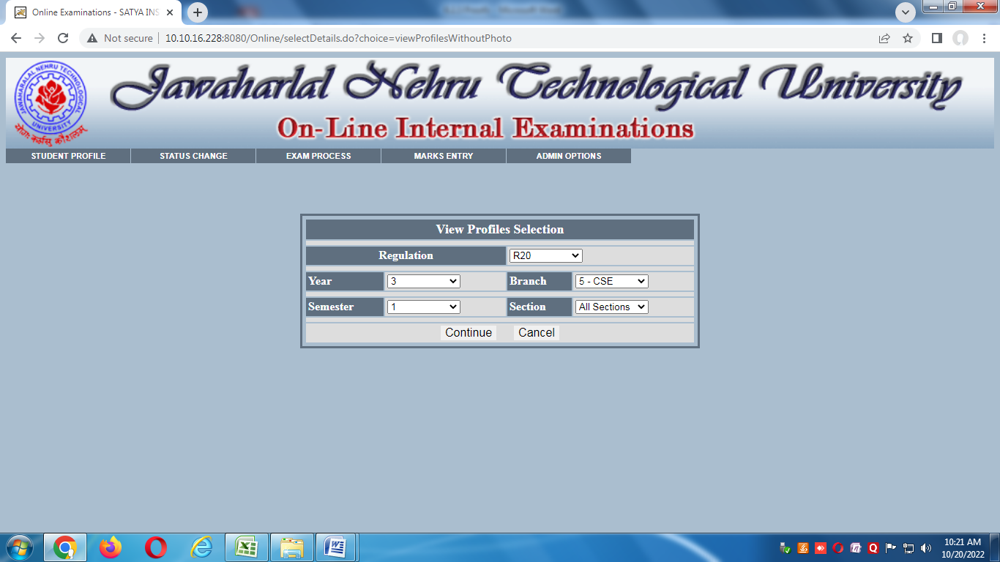 Online Examinations - SATYA INS
Not secure
10.10.16.228:8080/Online/selectDetails.do?choice=viewProfilesWithoutPhoto
JAWAHARLAL NEHRU TECHNOLOGICAL UNIVERSITY
योगः कर्मसु कौशलम्
Jawaharlal Nehru Technological University
On-Line Internal Examinations
STUDENT PROFILE STATUS CHANGE EXAM PROCESS MARKS ENTRY ADMIN OPTIONS
View Profiles Selection
Regulation R20
Year 3 Branch 5 - CSE
Semester 1 Section All Sections
Continue Cancel
10:21 AM
10/20/2022